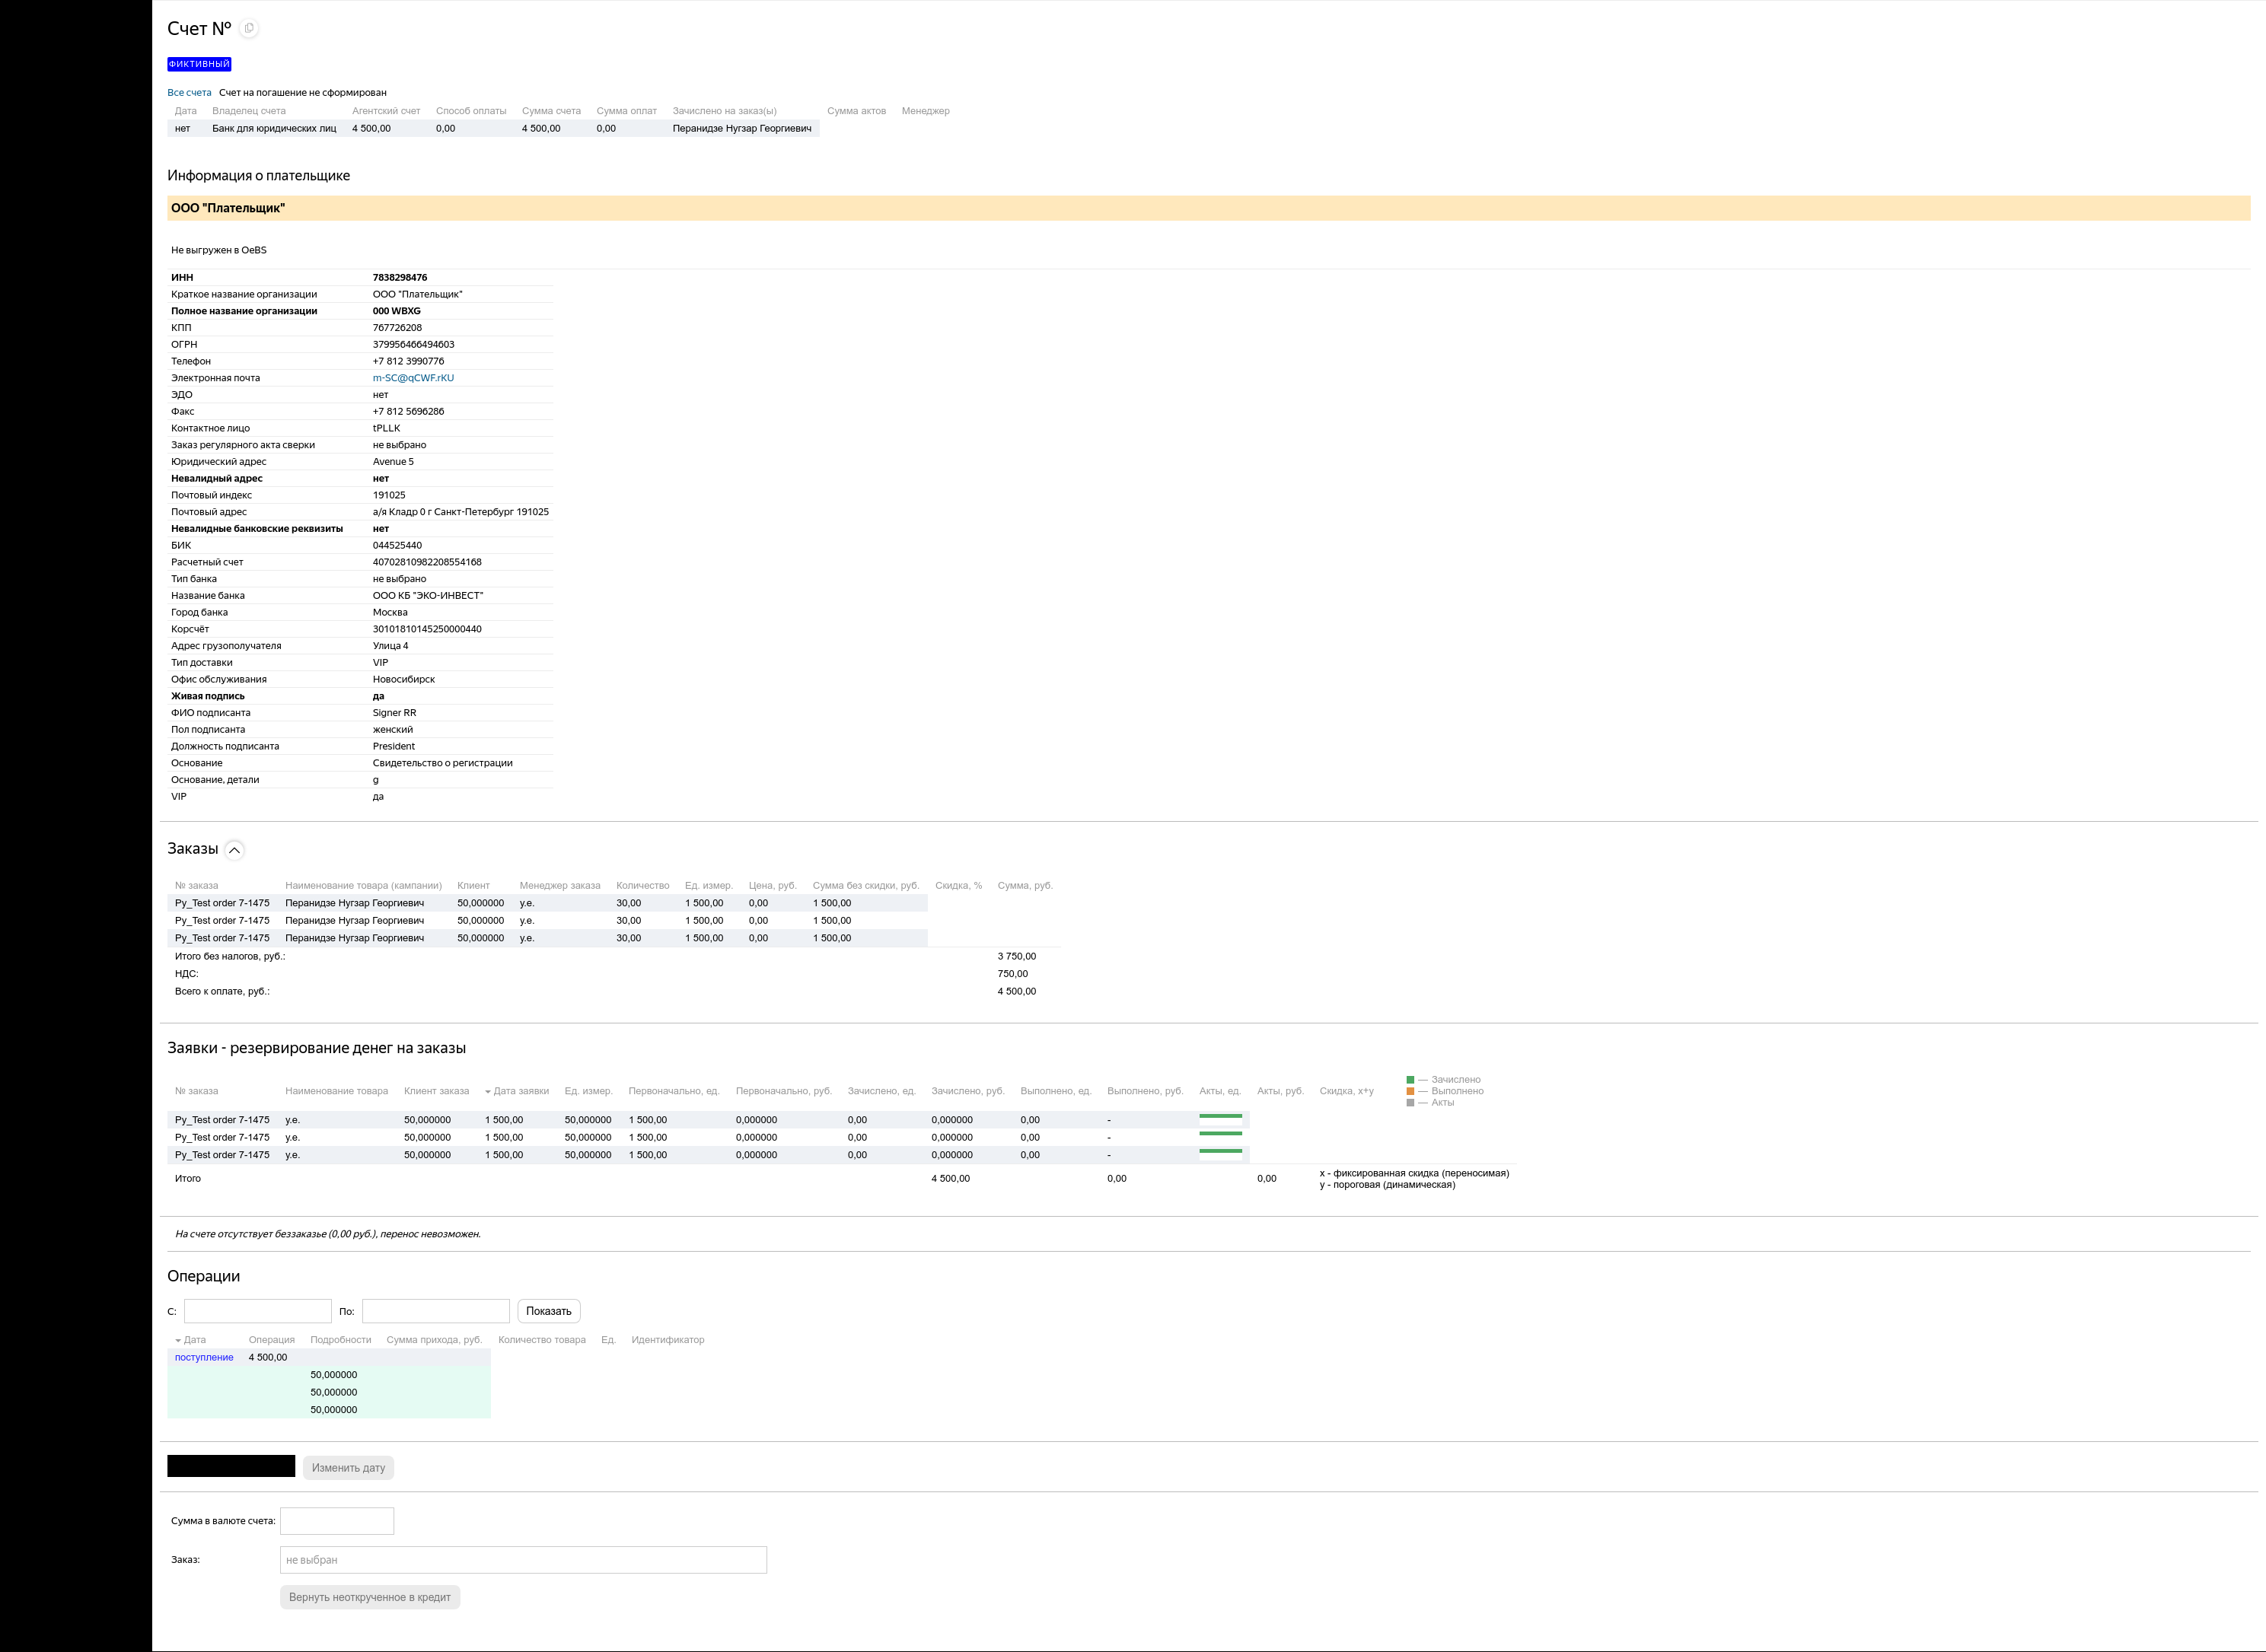 Счет №
ФИКТИВНЫЙ
Все счета Счет на погашение не сформирован
Дата Владелец счета Агентский счет Способ оплаты Сумма счета Сумма оплат Зачислено на заказ(ы) Сумма актов Менеджер
нет Банк для юридических лиц 4 500,00 0,00 4 500,00 0,00 Перанидзе Нугзар Георгиевич
Информация о плательщике
ООО "Плательщик"
Не выгружен в OeBS
ИНН 7838298476
Краткое название организации ООО "Плательщик"
Полное название организации 000 WBXG
КПП 767726208
ОГРН 379956466494603
Телефон +7 812 3990776
Электронная почта m-SC@qCWF.rKU
ЭДО нет
Факс +7 812 5696286
Контактное лицо tPLLK
Заказ регулярного акта сверки не выбрано
Юридический адрес Avenue 5
Невалидный адрес нет
Почтовый индекс 191025
Почтовый адрес а/я Кладр 0 г Санкт-Петербург 191025
Невалидные банковские реквизиты нет
БИК 044525440
Расчетный счет 40702810982208554168
Тип банка не выбрано
Название банка ООО КБ "ЭКО-ИНВЕСТ"
Город банка Москва
Корсчёт 30101810145250000440
Адрес грузополучателя Улица 4
Тип доставки VIP
Офис обслуживания Новосибирск
Живая подпись да
ФИО подписанта Signer RR
Пол подписанта женский
Должность подписанта President
Основание Свидетельство о регистрации
Основание, детали g
VIP да
Заказы
№ заказа Наименование товара (кампании) Клиент Менеджер заказа Количество Ед. измер. Цена, руб. Сумма без скидки, руб. Скидка, % Сумма, руб.
Py_Test order 7-1475 Перанидзе Нугзар Георгиевич 50,000000 у.е. 30,00 1 500,00 0,00 1 500,00
Py_Test order 7-1475 Перанидзе Нугзар Георгиевич 50,000000 у.е. 30,00 1 500,00 0,00 1 500,00
Py_Test order 7-1475 Перанидзе Нугзар Георгиевич 50,000000 у.е. 30,00 1 500,00 0,00 1 500,00
Итого без налогов, руб.: 3 750,00
НДС: 750,00
Всего к оплате, руб.: 4 500,00
Заявки - резервирование денег на заказы
№ заказа Наименование товара Клиент заказа Дата заявки Ед. измер. Первоначально, ед. Первоначально, руб. Зачислено, ед. Зачислено, руб. Выполнено, ед. Выполнено, руб. Акты, ед. Акты, руб. Скидка, x+y
— Зачислено
— Выполнено
— Акты
Py_Test order 7-1475 у.е. 50,000000 1 500,00 50,000000 1 500,00 0,000000 0,00 0,000000 0,00 -
Py_Test order 7-1475 у.е. 50,000000 1 500,00 50,000000 1 500,00 0,000000 0,00 0,000000 0,00 -
Py_Test order 7-1475 у.е. 50,000000 1 500,00 50,000000 1 500,00 0,000000 0,00 0,000000 0,00 -
Итого 4 500,00 0,00 0,00 x - фиксированная скидка (переносимая)
y - пороговая (динамическая)
На счете отсутствует беззаказье (0,00 руб.), перенос невозможен.
Операции
С: По: Показать
Дата Операция Подробности Сумма прихода, руб. Количество товара Ед. Идентификатор
поступление 4 500,00
50,000000
50,000000
50,000000
Изменить дату
Сумма в валюте счета:
Заказ: не выбран
Вернуть неоткрученное в кредит